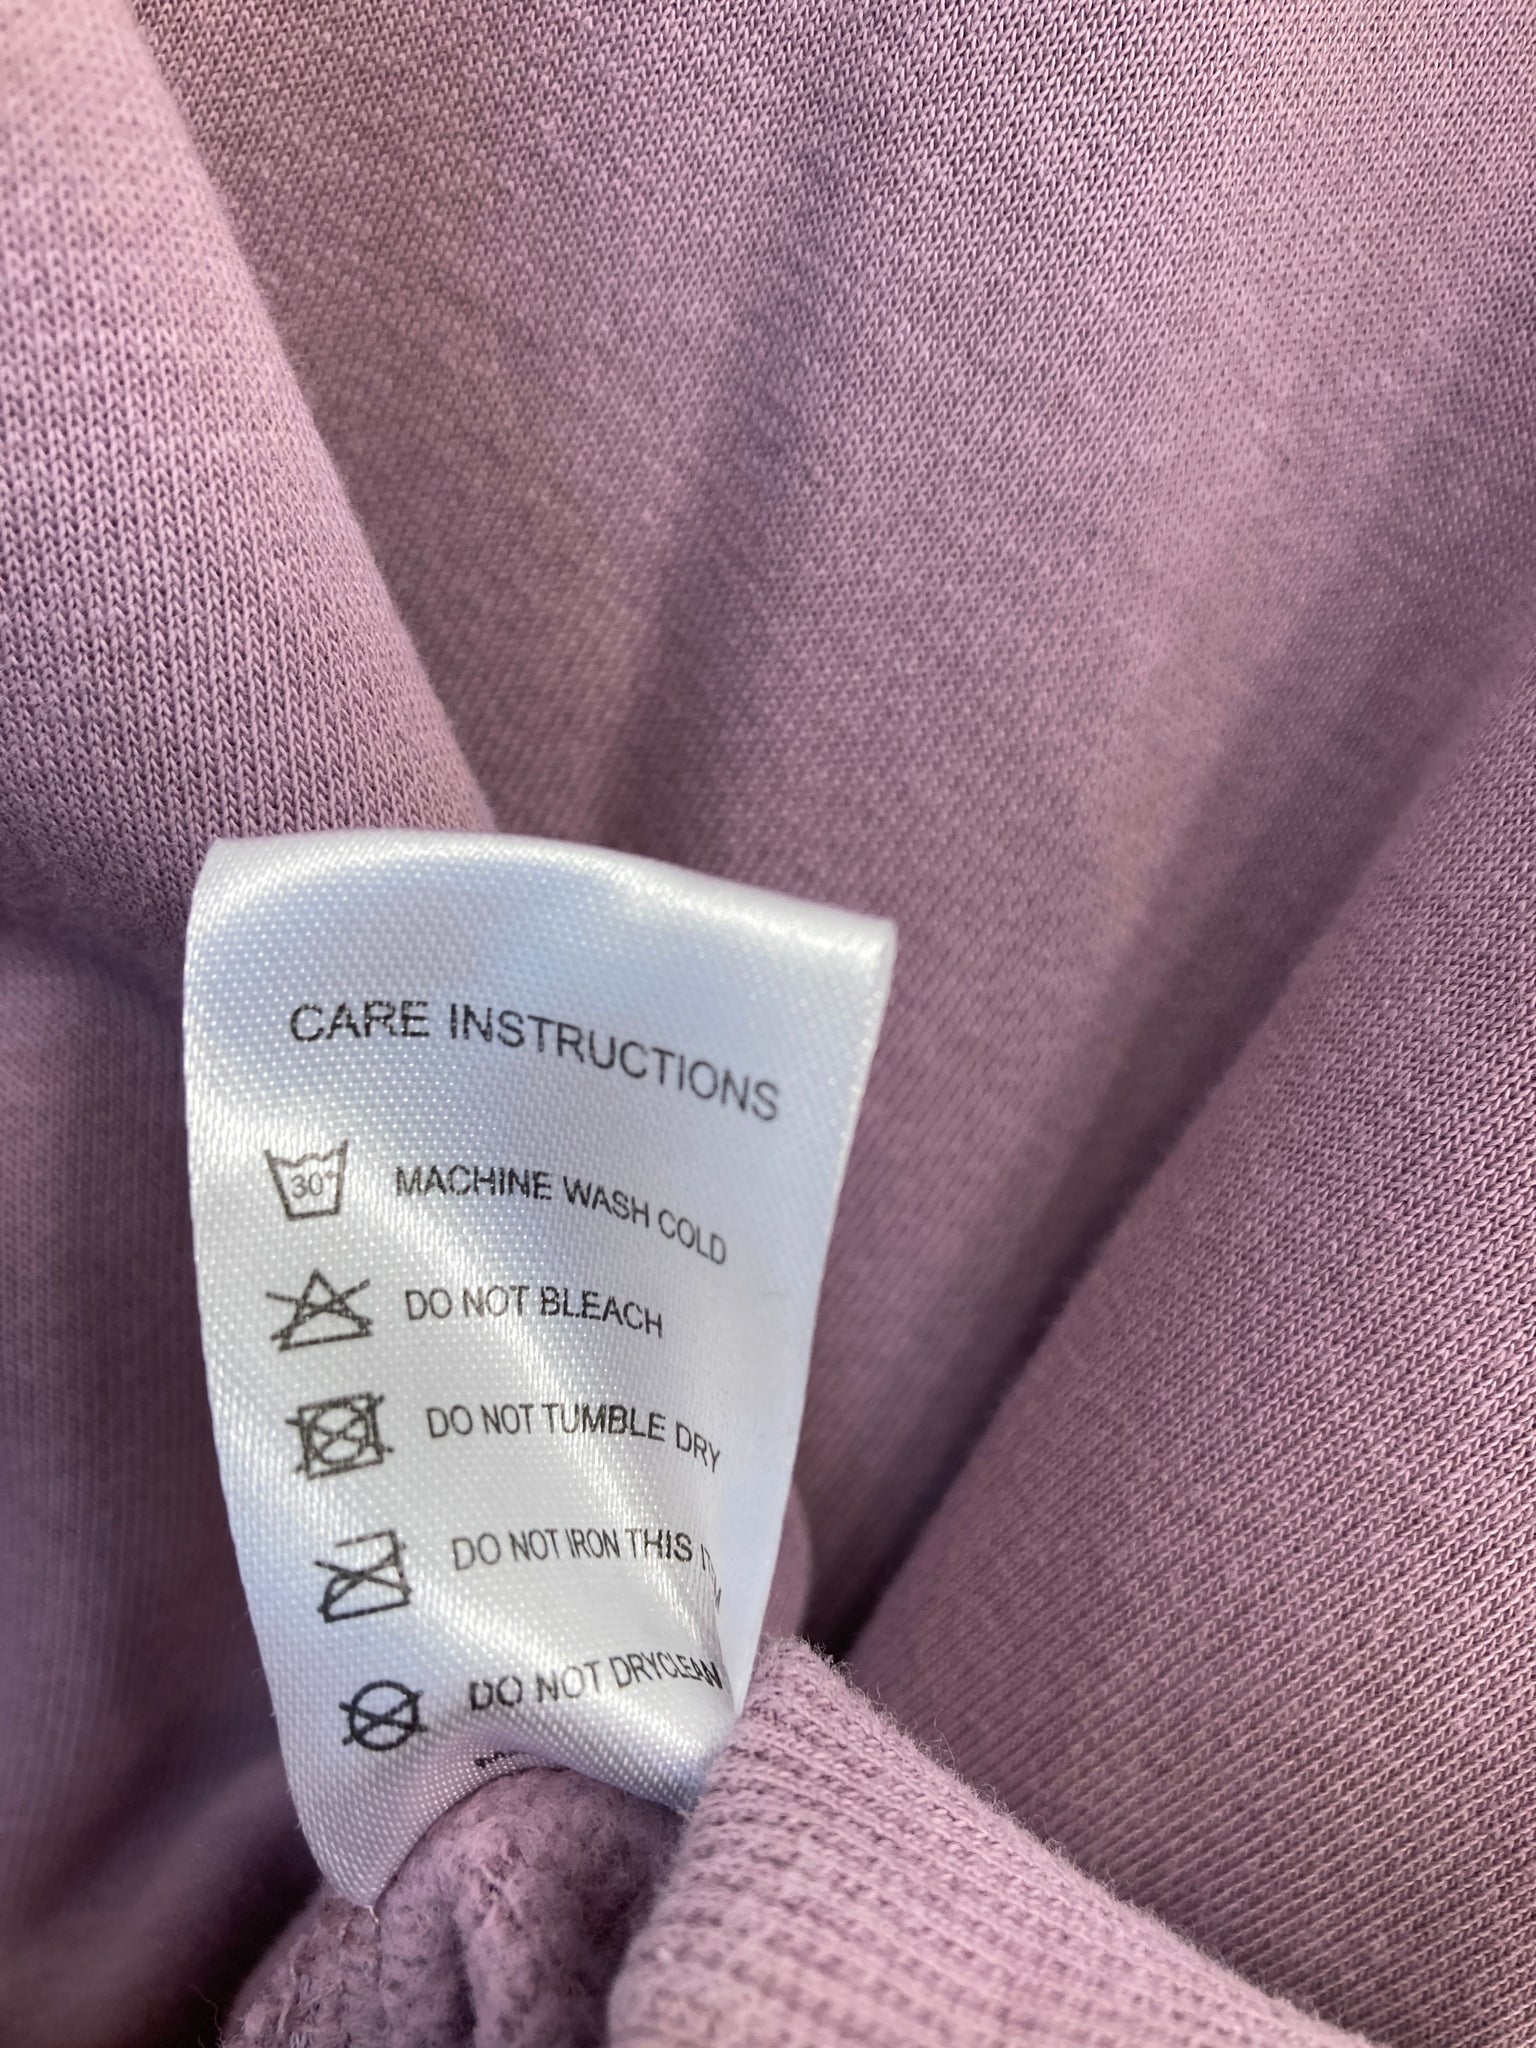 CARE INSTRUCTIONS
30° MACHINE WASH COLD
DO NOT BLEACH
DO NOT TUMBLE DRY
DO NOT IRON THIS
DO NOT DRYCLEAN